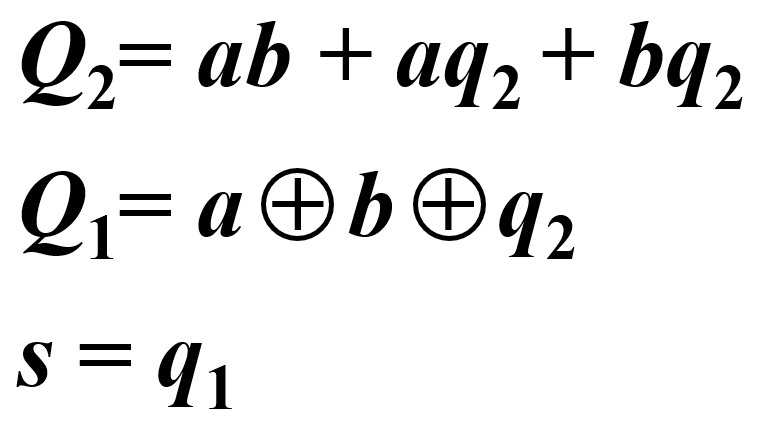 Q₂= ab + aq₂ + bq₂
Q₁= a ⊕ b ⊕ q₂
s = q₁